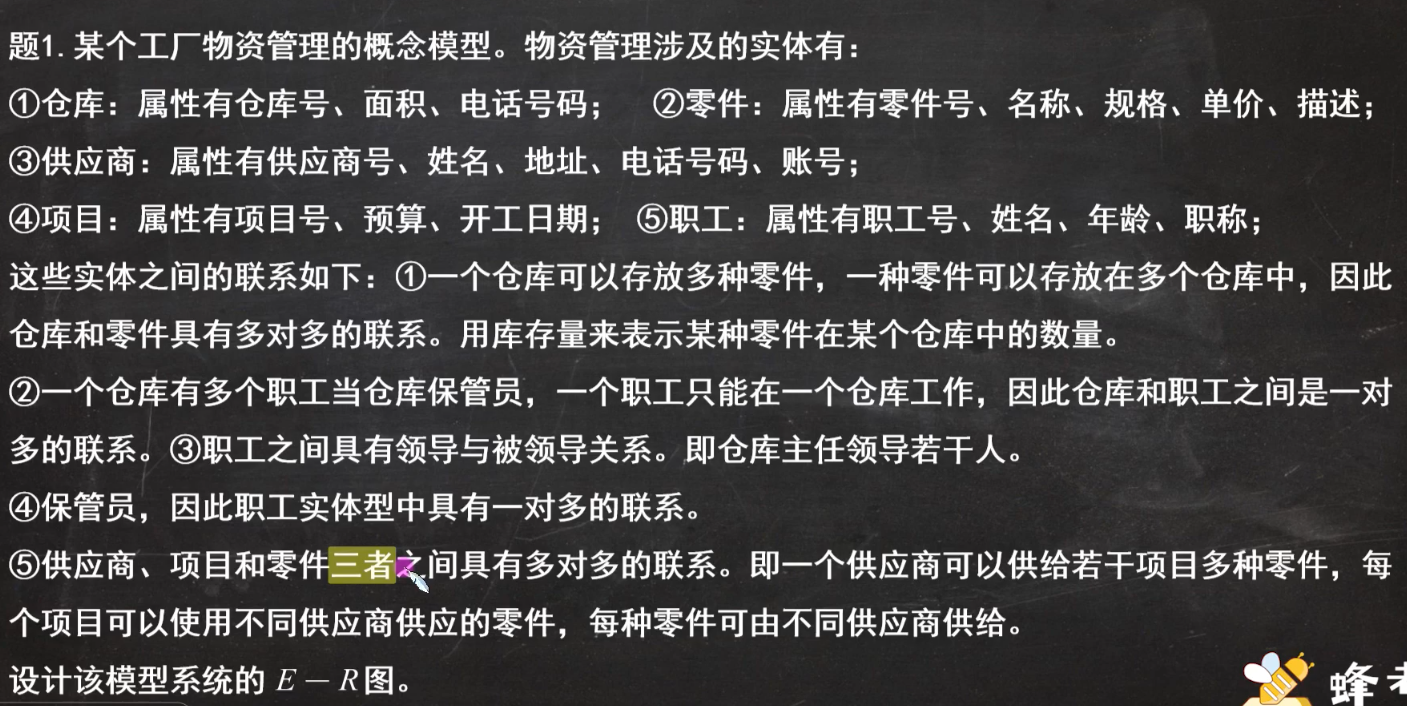 题1.某个工厂物资管理的概念模型。物资管理涉及的实体有：
①仓库：属性有仓库号、面积、电话号码； ②零件：属性有零件号、名称、规格、单价、描述；
③供应商：属性有供应商号、姓名、地址、电话号码、账号；
④项目：属性有项目号、预算、开工日期； ⑤职工：属性有职工号、姓名、年龄、职称；
这些实体之间的联系如下：①一个仓库可以存放多种零件，一种零件可以存放在多个仓库中，因此
仓库和零件具有多对多的联系。用库存量来表示某种零件在某个仓库中的数量。
②一个仓库有多个职工当仓库保管员，一个职工只能在一个仓库工作，因此仓库和职工之间是一对
多的联系。③职工之间具有领导与被领导关系。即仓库主任领导若干人。
④保管员，因此职工实体型中具有一对多的联系。
⑤供应商、项目和零件三者之间具有多对多的联系。即一个供应商可以供给若干项目多种零件，每
个项目可以使用不同供应商供应的零件，每种零件可由不同供应商供给。
设计该模型系统的 E－R图。
蜂考